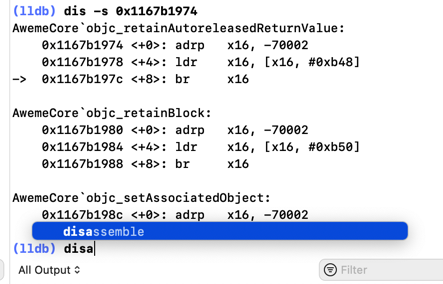 (lldb) dis -s 0x1167b1974
AwemeCore`objc_retainAutoreleasedReturnValue:
    0x1167b1974 <+0>: adrp   x16, -70002
    0x1167b1978 <+4>: ldr    x16, [x16, #0xb48]
->  0x1167b197c <+8>: br     x16
AwemeCore`objc_retainBlock:
    0x1167b1980 <+0>: adrp   x16, -70002
    0x1167b1984 <+4>: ldr    x16, [x16, #0xb50]
    0x1167b1988 <+8>: br     x16
AwemeCore`objc_setAssociatedObject:
    0x1167b198c <+0>: adrp   x16, -70002
disassemble
(lldb) disa
All Output
Filter